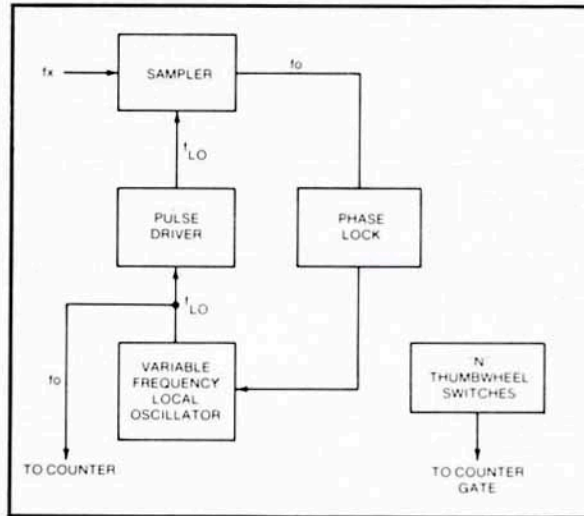 fx
SAMPLER
fo
fLO
PULSE
DRIVER
PHASE
LOCK
fLO
fo
VARIABLE
FREQUENCY
LOCAL
OSCILLATOR
N
THUMBWHEEL
SWITCHES
TO COUNTER
TO COUNTER
GATE